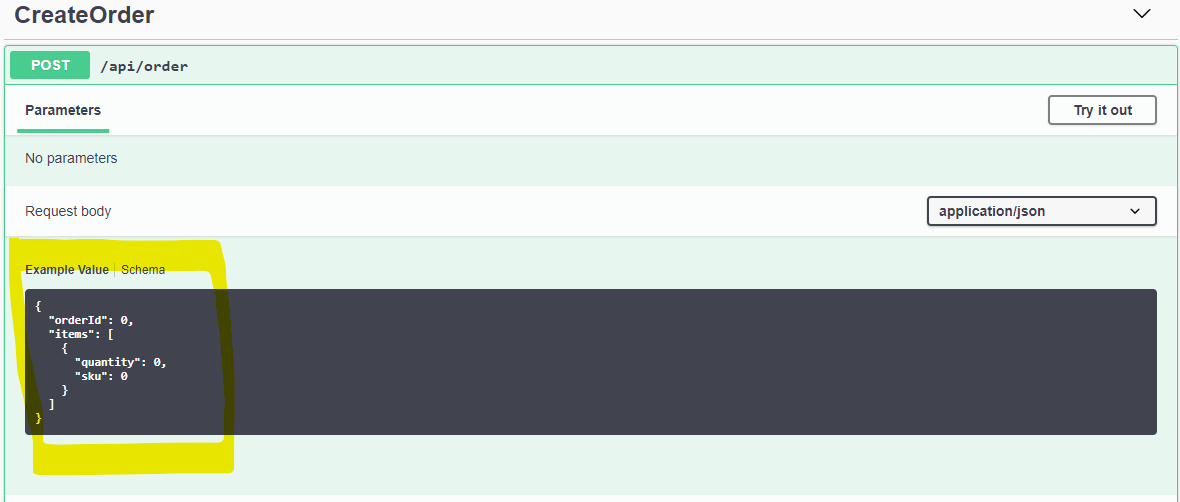 CreateOrder
POST /api/order
Parameters
Try it out
No parameters
Request body
application/json
Example Value | Schema
{
  "orderId": 0,
  "items": [
    {
      "quantity": 0,
      "sku": 0
    }
  ]
}